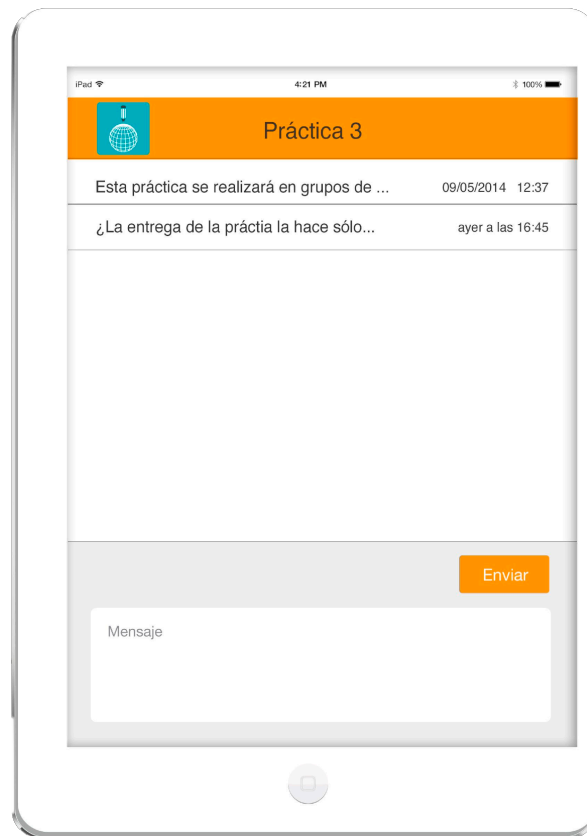 iPad 4:21 PM 100%
Práctica 3
Esta práctica se realizará en grupos de ... 09/05/2014 12:37
¿La entrega de la práctia la hace sólo... ayer a las 16:45
Enviar
Mensaje